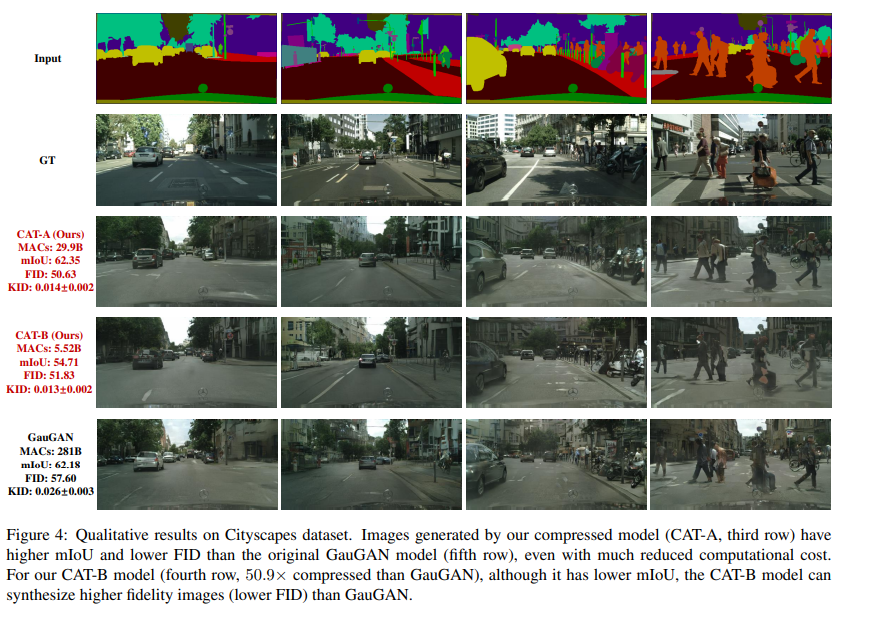 Input
GT
CAT-A (Ours)
MACs: 29.9B
mIoU: 62.35
FID: 50.63
KID: 0.014±0.002
CAT-B (Ours)
MACs: 5.52B
mIoU: 54.71
FID: 51.83
KID: 0.013±0.002
GauGAN
MACs: 281B
mIoU: 62.18
FID: 57.60
KID: 0.026±0.003
Figure 4: Qualitative results on Cityscapes dataset. Images generated by our compressed model (CAT-A, third row) have
higher mIoU and lower FID than the original GauGAN model (fifth row), even with much reduced computational cost.
For our CAT-B model (fourth row, 50.9× compressed than GauGAN), although it has lower mIoU, the CAT-B model can
synthesize higher fidelity images (lower FID) than GauGAN.